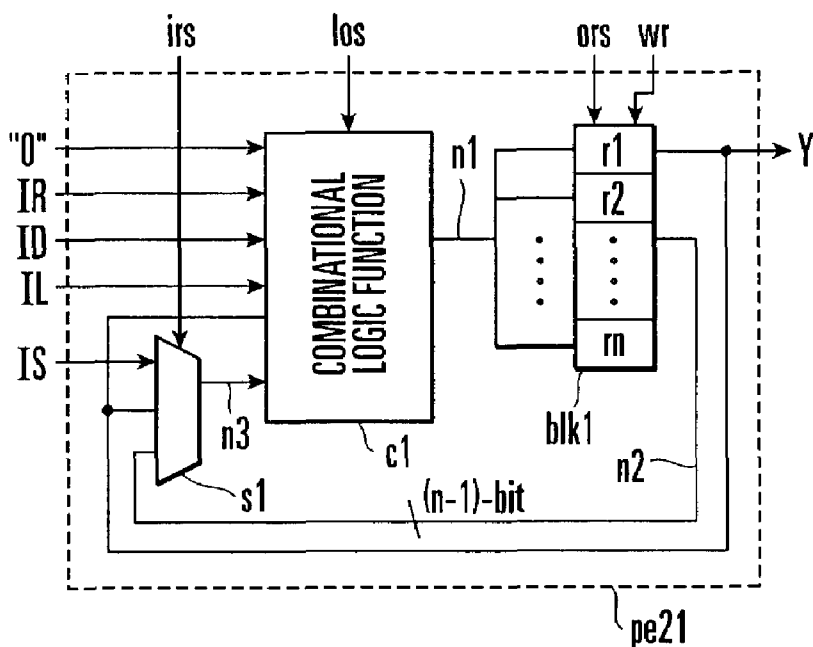 irs
los
ors
wr
"0"
IR
ID
IL
IS
COMBINATIONAL
LOGIC FUNCTION
n1
r1
r2
rn
Y
n3
s1
c1
blk1
n2
(n-1)-bit
pe21